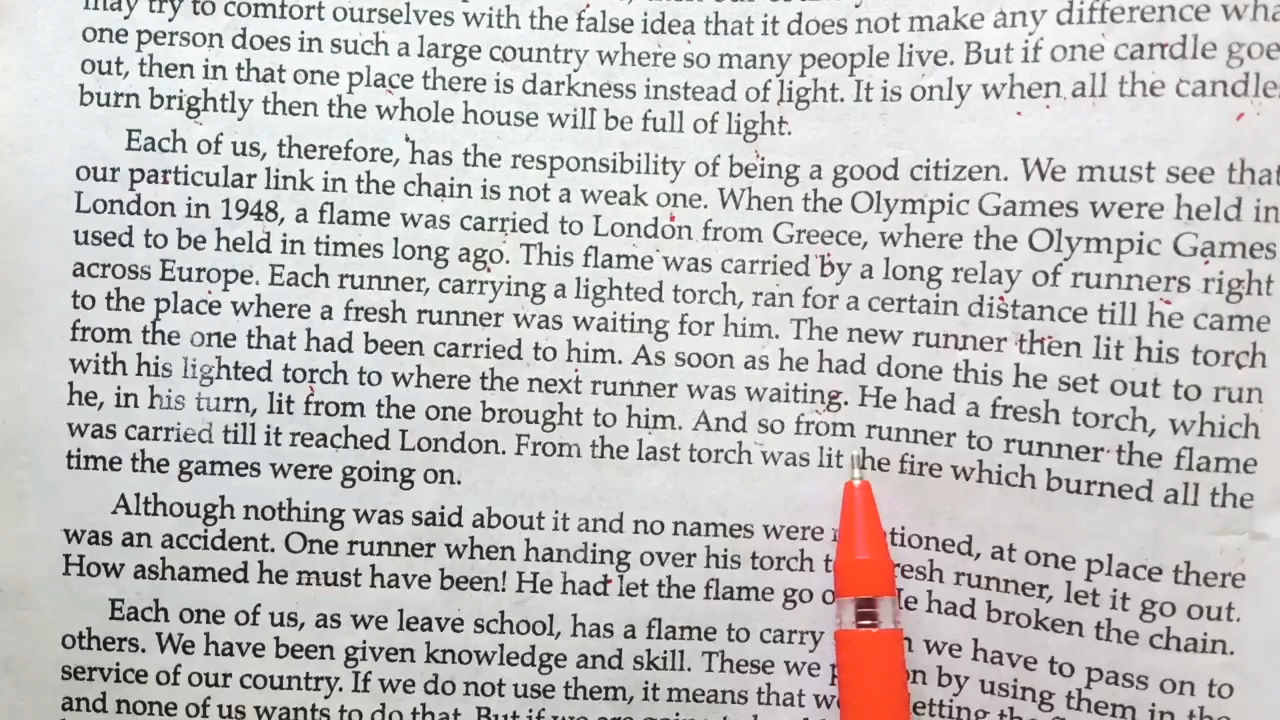 may try to comfort ourselves with the false idea that it does not make any difference wha
one person does in such a large country where so many people live. But if one candle goe
out, then in that one place there is darkness instead of light. It is only when all the candle
burn brightly then the whole house will be full of light.
Each of us, therefore, has the responsibility of being a good citizen. We must see that
our particular link in the chain is not a weak one. When the Olympic Games were held in
London in 1948, a flame was carried to London from Greece, where the Olympic Games
used to be held in times long ago. This flame was carried by a long relay of runners right
across Europe. Each runner, carrying a lighted torch, ran for a certain distance till he came
to the place where a fresh runner was waiting for him. The new runner then lit his torch
from the one that had been carried to him. As soon as he had done this he set out to run
with his lighted torch to where the next runner was waiting. He had a fresh torch, which
he, in his turn, lit from the one brought to him. And so from runner to runner the flame
was carried till it reached London. From the last torch was lit the fire which burned all the
time the games were going on.
Although nothing was said about it and no names were tioned, at one place there
was an accident. One runner when handing over his torch t resh runner, let it go out.
How ashamed he must have been! He had let the flame go o He had broken the chain.
Each one of us, as we leave school, has a flame to carry we have to pass on to
others. We have been given knowledge and skill. These we on by using them in the
service of our country. If we do not use them, it means that w etting the
and none of us wants to do that. But if we are going to